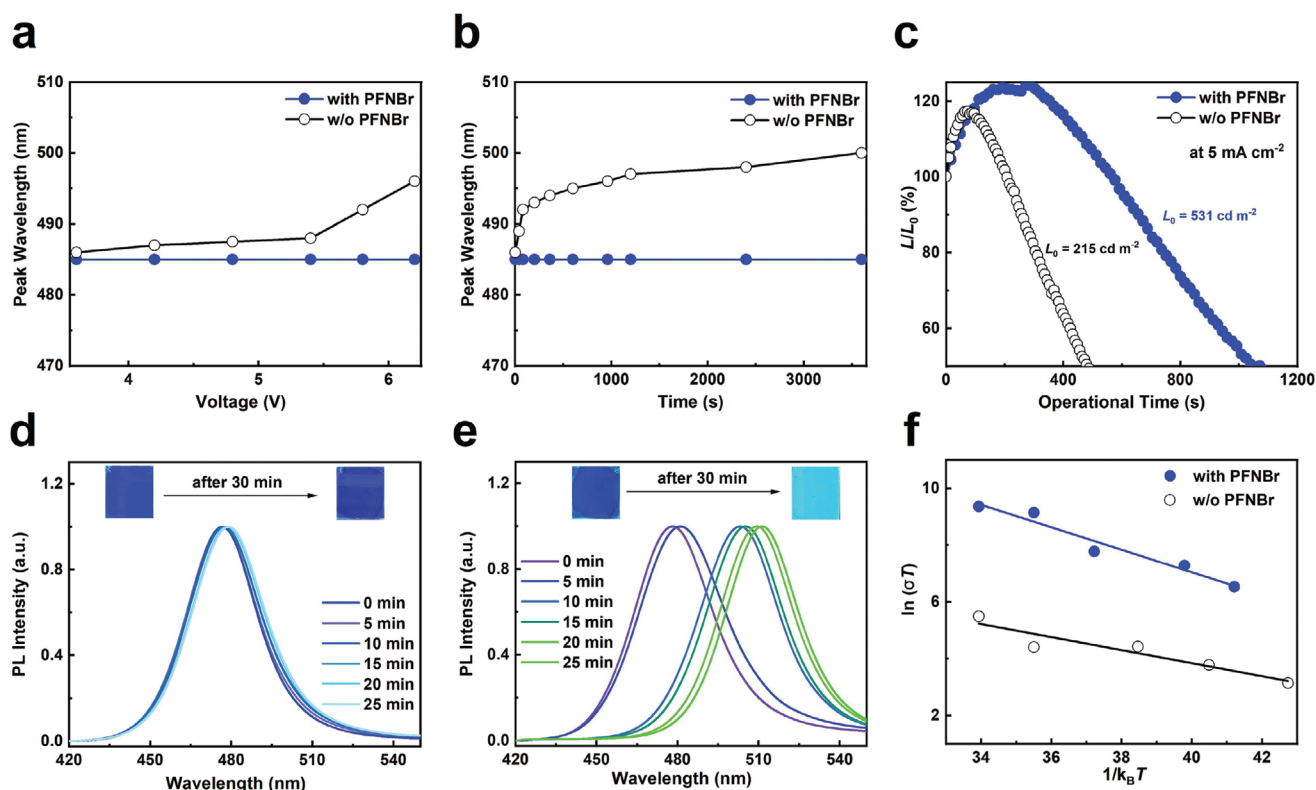 a
510
500
490
480
470
Peak Wavelength (nm)
with PFNBr
w/o PFNBr
4
5
6
Voltage (V)
b
510
500
490
480
470
Peak Wavelength (nm)
with PFNBr
w/o PFNBr
0
1000
2000
3000
Time (s)
c
120
100
80
60
L/L₀ (%)
with PFNBr
w/o PFNBr
at 5 mA cm⁻²
L₀ = 531 cd m⁻²
L₀ = 215 cd m⁻²
0
400
800
1200
Operational Time (s)
d
1.2
0.8
0.4
0.0
PL Intensity (a.u.)
after 30 min
0 min
5 min
10 min
15 min
20 min
25 min
420
450
480
510
540
Wavelength (nm)
e
1.2
0.8
0.4
0.0
PL Intensity (a.u.)
after 30 min
0 min
5 min
10 min
15 min
20 min
25 min
420
450
480
510
540
Wavelength (nm)
f
10
6
2
ln (σT)
with PFNBr
w/o PFNBr
34
36
38
40
42
1/k_BT